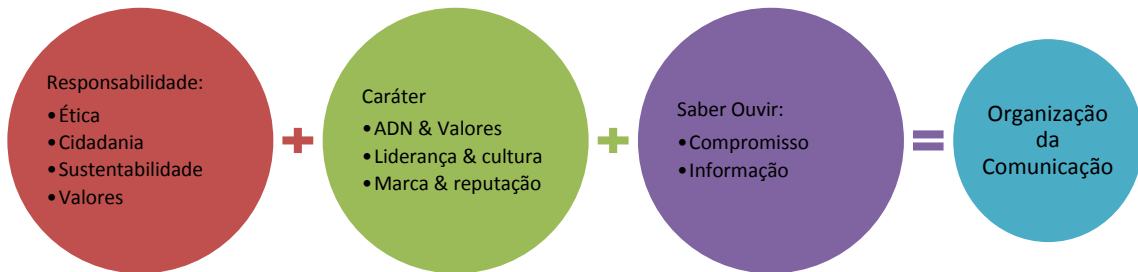 Responsabilidade:
•Ética
•Cidadania
•Sustentabilidade
•Valores
Caráter
•ADN & Valores
•Liderança & cultura
•Marca & reputação
Saber Ouvir:
•Compromisso
•Informação
Organização
da
Comunicação